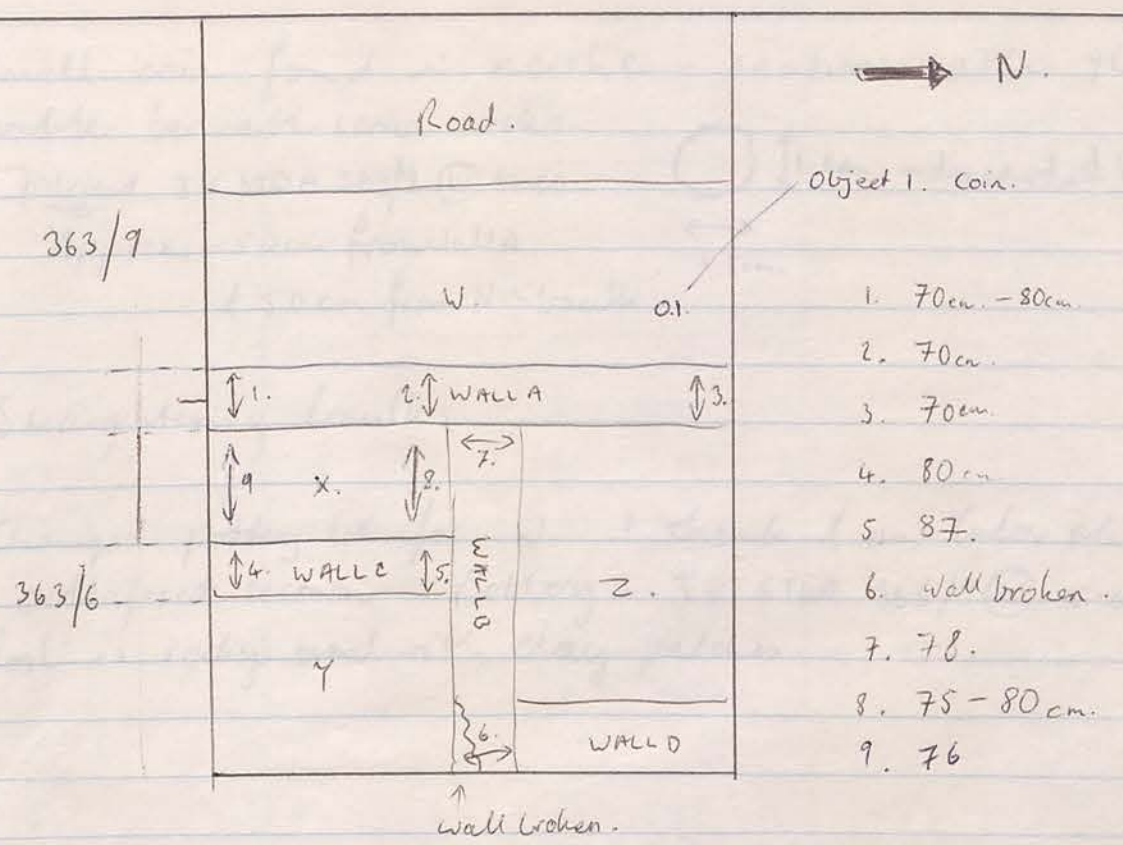 N.
Road.
Object 1. Coin.
363/9
W
O.1.
1.
2. WALL A
3.
7.
9
X.
8.
4. WALL C
5.
WALL B
Z.
363/6
Y
6.
WALL D
Wall broken.
1. 70cm. - 80cm.
2. 70cm.
3. 70cm.
4. 80cm
5. 87.
6. Wall broken.
7. 78.
8. 75 - 80cm.
9. 76